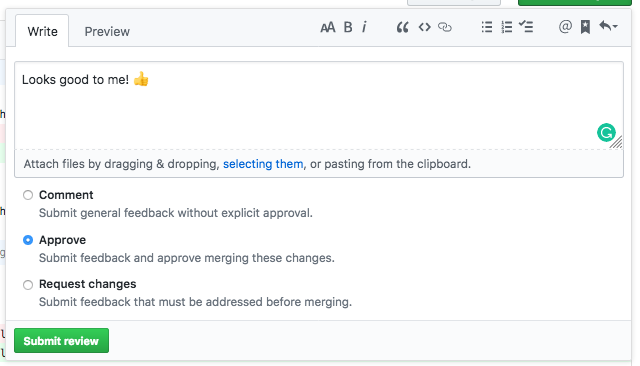 Write Preview AA B i @
Looks good to me! 👍
Attach files by dragging & dropping, selecting them, or pasting from the clipboard.
Comment
Submit general feedback without explicit approval.
Approve
Submit feedback and approve merging these changes.
Request changes
Submit feedback that must be addressed before merging.
Submit review